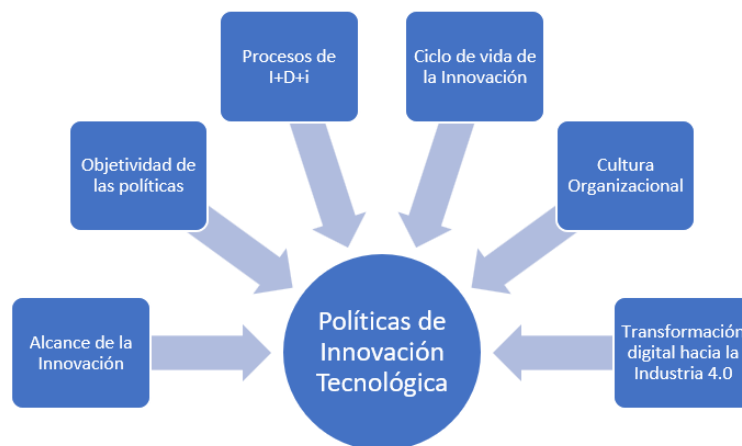 Procesos de
I+D+i
Ciclo de vida de
la Innovación
Objetividad de
las políticas
Cultura
Organizacional
Alcance de la
Innovación
Políticas de
Innovación
Tecnológica
Transformación
digital hacia la
Industria 4.0